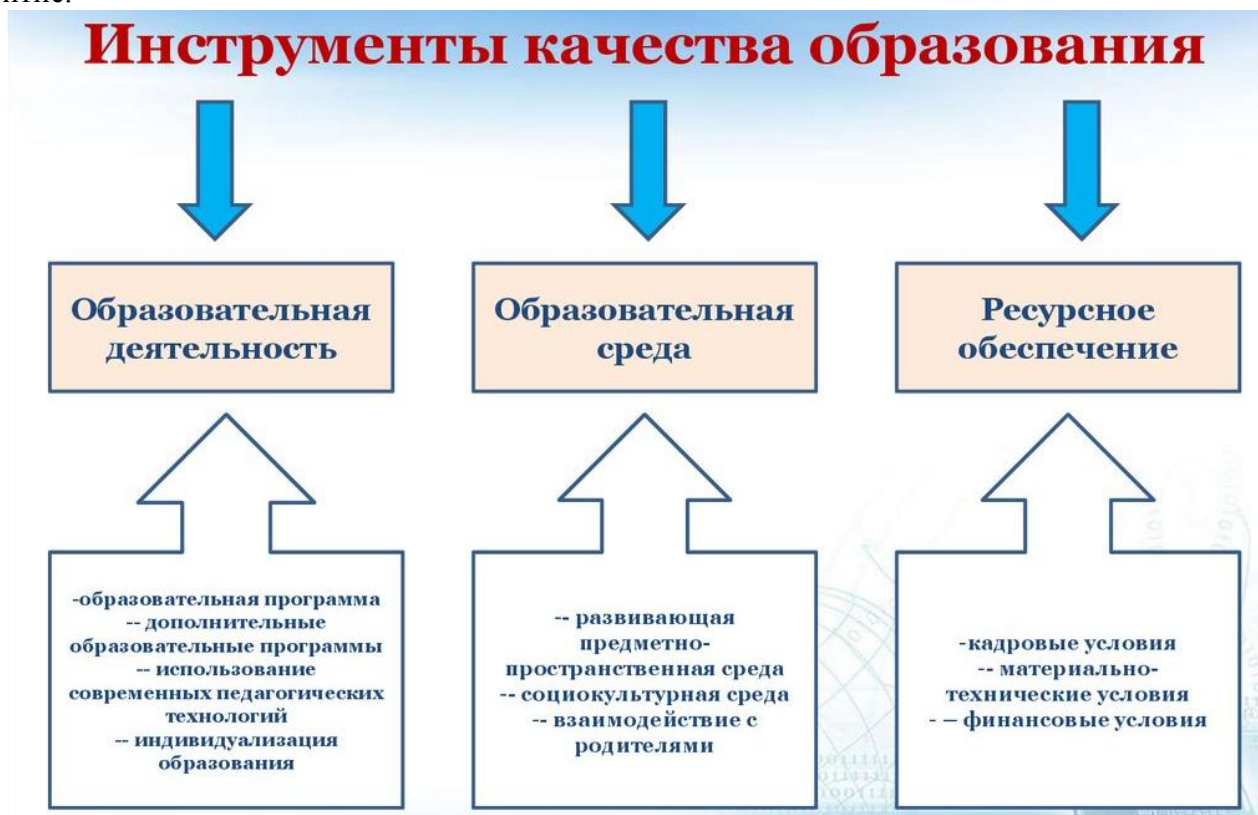 Инструменты качества образования
Образовательная
деятельность
Образовательная
среда
Ресурсное
обеспечение
-образовательная программа
-- дополнительные
образовательные программы
-- использование
современных педагогических
технологий
-- индивидуализация
образования
-- развивающая
предметно-
пространственная среда
-- социокультурная среда
-- взаимодействие с
родителями
-кадровые условия
-- материально-
технические условия
- – финансовые условия